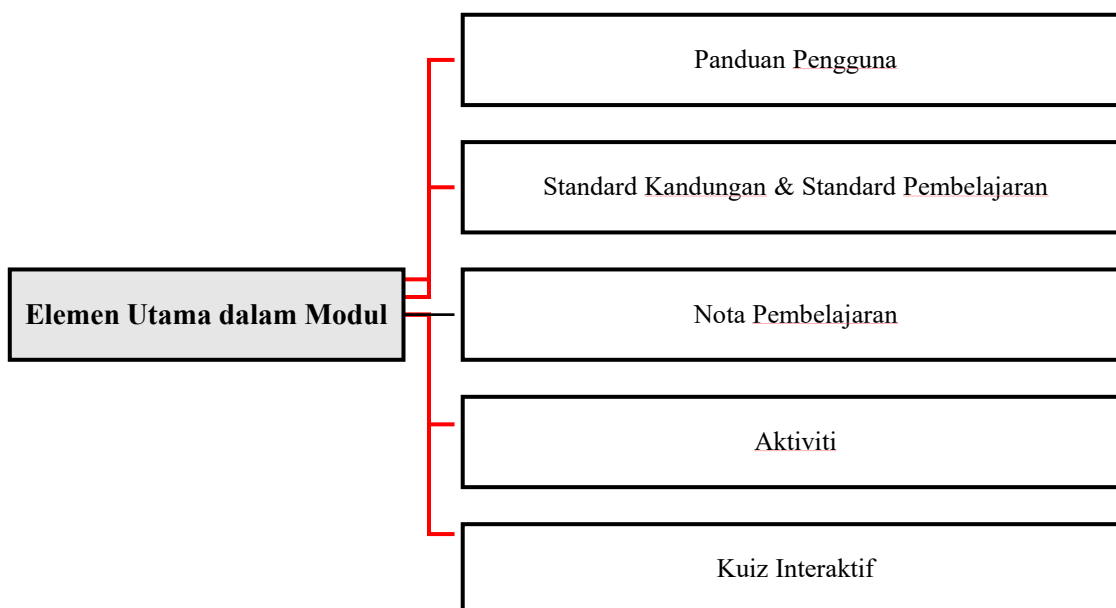 Panduan Pengguna
Standard Kandungan & Standard Pembelajaran
Elemen Utama dalam Modul
Nota Pembelajaran
Aktiviti
Kuiz Interaktif